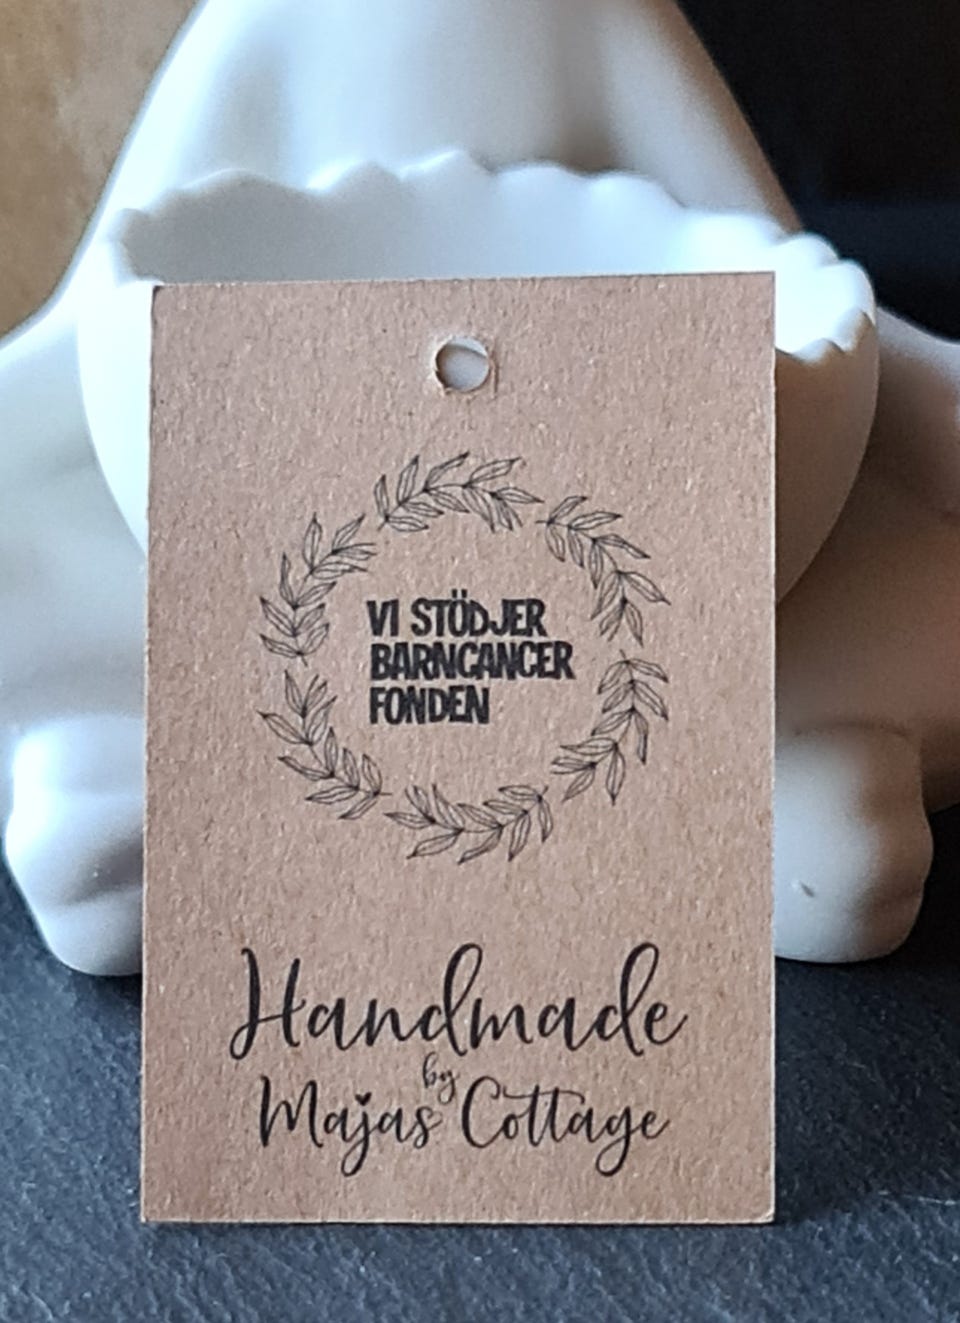 VI STÖDJER
BARNCANCER
FONDEN
Handmade
by
Majas Cottage